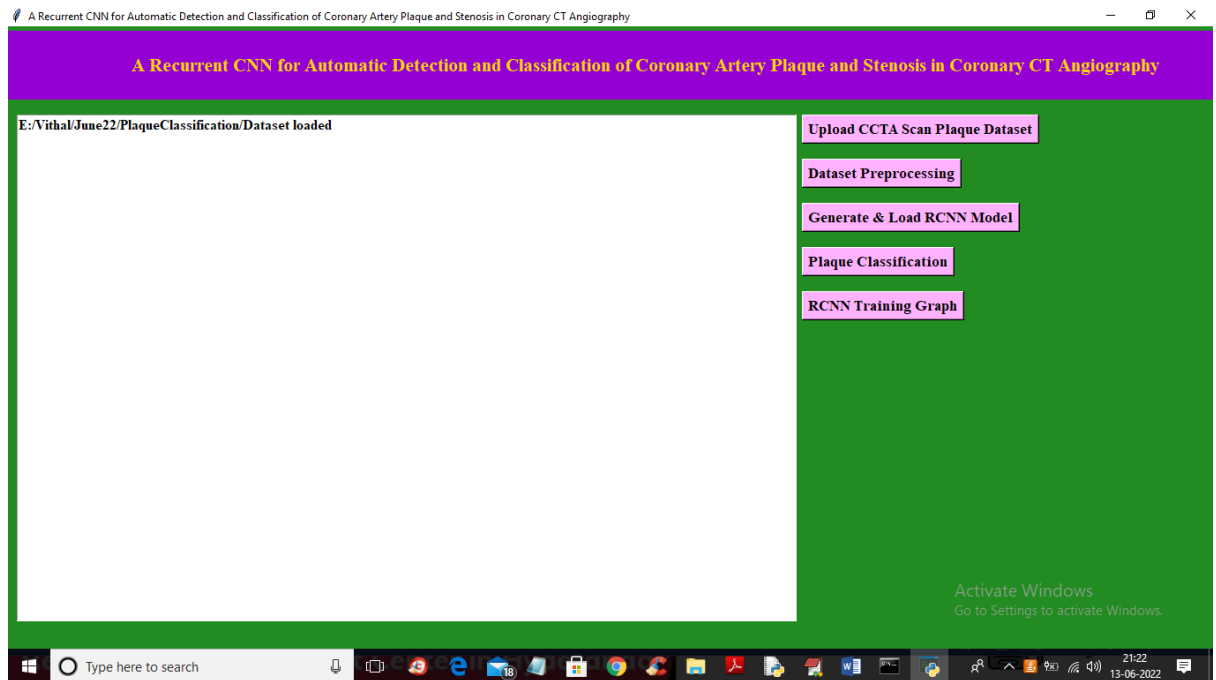 A Recurrent CNN for Automatic Detection and Classification of Coronary Artery Plaque and Stenosis in Coronary CT Angiography
A Recurrent CNN for Automatic Detection and Classification of Coronary Artery Plaque and Stenosis in Coronary CT Angiography
E:/Vithal/June22/PlaqueClassification/Dataset loaded
Upload CCTA Scan Plaque Dataset
Dataset Preprocessing
Generate & Load RCNN Model
Plaque Classification
RCNN Training Graph
Activate Windows
Go to Settings to activate Windows.
Type here to search
18
21:22
13-06-2022